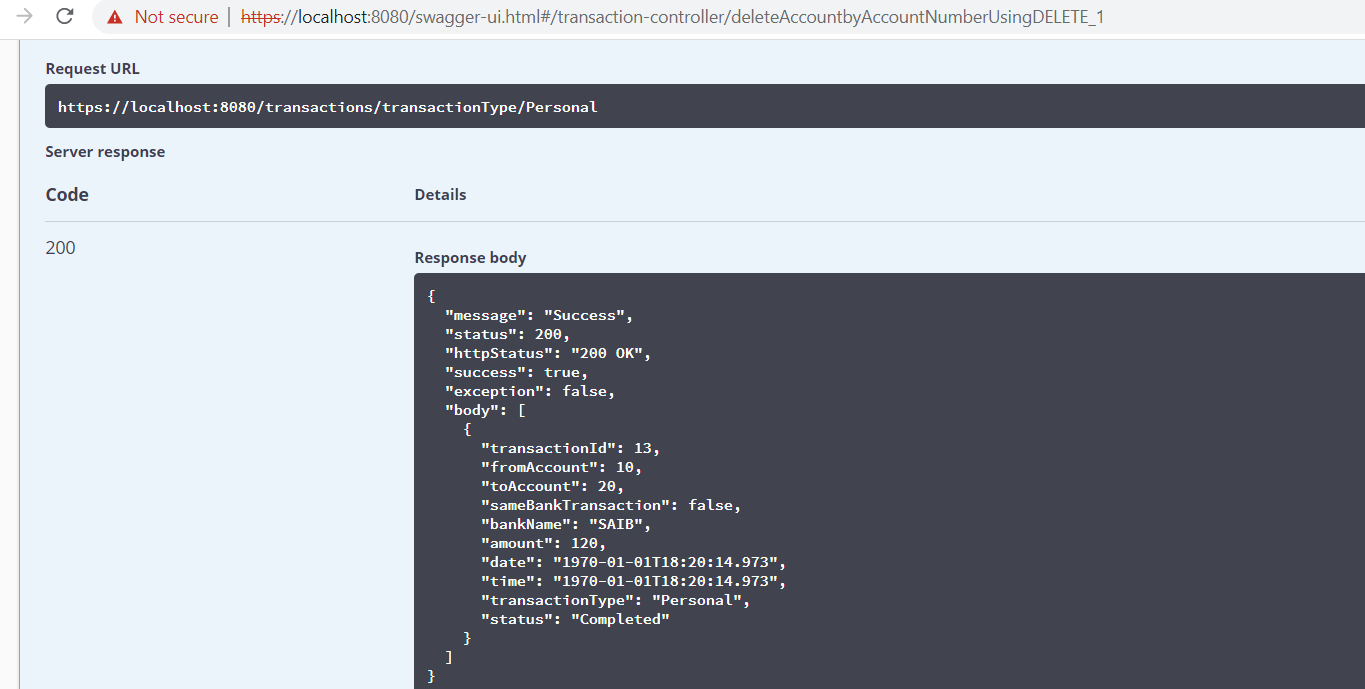 Not secure | https://localhost:8080/swagger-ui.html#/transaction-controller/deleteAccountbyAccountNumberUsingDELETE_1
Request URL
https://localhost:8080/transactions/transactionType/Personal
Server response
Code Details
200
Response body
{
"message": "Success",
"status": 200,
"httpStatus": "200 OK",
"success": true,
"exception": false,
"body": [
{
"transactionId": 13,
"fromAccount": 10,
"toAccount": 20,
"sameBankTransaction": false,
"bankName": "SAIB",
"amount": 120,
"date": "1970-01-01T18:20:14.973",
"time": "1970-01-01T18:20:14.973",
"transactionType": "Personal",
"status": "Completed"
}
]
}